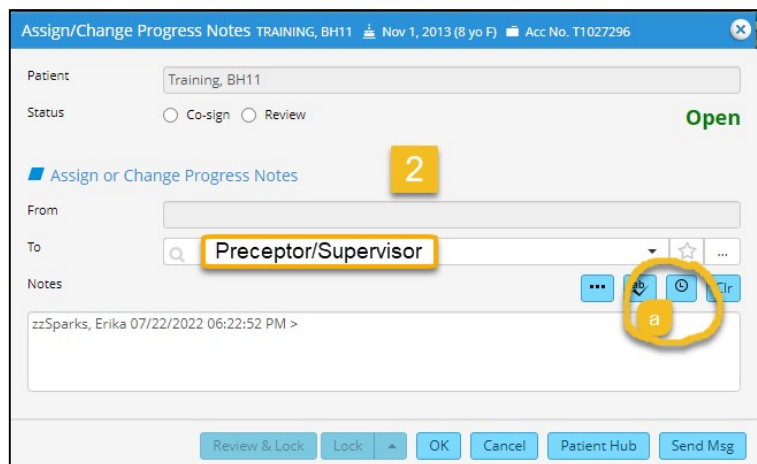 Assign/Change Progress Notes TRAINING, BH11 Nov 1, 2013 (8 yo F) Acc No. T1027296
Patient Training, BH11
Status Co-sign Review Open
2
Assign or Change Progress Notes
From
To Preceptor/Supervisor ...
Notes ... ab Clr
a
zzSparks, Erika 07/22/2022 06:22:52 PM >
Review & Lock Lock OK Cancel Patient Hub Send Msg